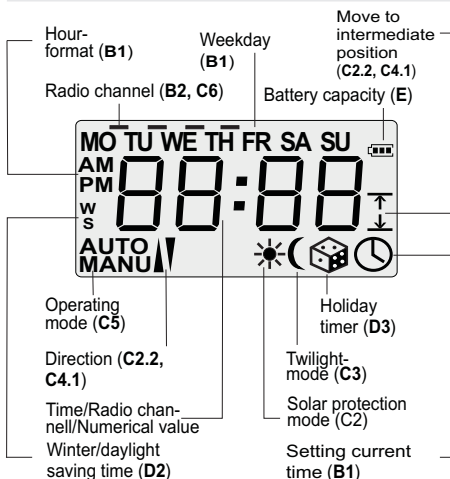 Hour-
format (B1)
Weekday
(B1)
Move to
intermediate
position
(C2.2, C4.1)
Radio channel (B2, C6)
Battery capacity (E)
MO TU WE TH FR SA SU
AM
PM
88:88
W
S
AUTO
MANU
Operating
mode (C5)
Holiday
timer (D3)
Direction (C2.2,
C4.1)
Twilight-
mode (C3)
Time/Radio chan-
nell/Numerical value
Solar protection
mode (C2)
Winter/daylight
saving time (D2)
Setting current
time (B1)